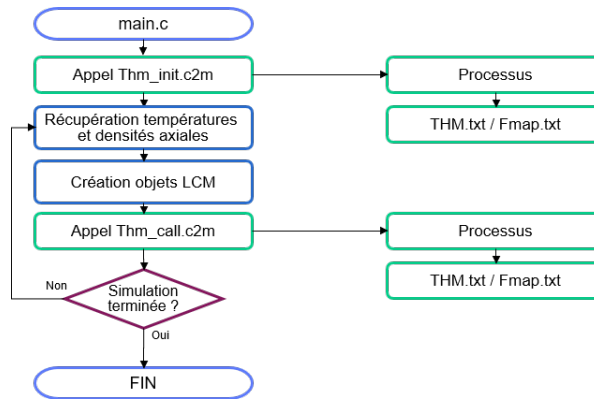 main.c
Appel Thm_init.c2m
Processus
Récupération températures
et densités axiales
THM.txt / Fmap.txt
Création objets LCM
Appel Thm_call.c2m
Processus
Non
Simulation
terminée ?
THM.txt / Fmap.txt
Oui
FIN